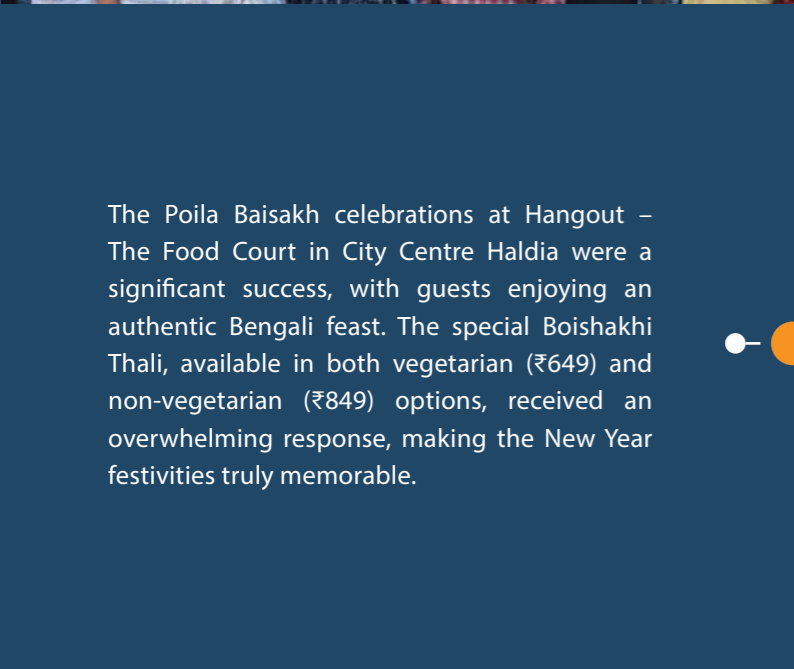 The Poila Baisakh celebrations at Hangout –
The Food Court in City Centre Haldia were a
significant success, with guests enjoying an
authentic Bengali feast. The special Boishakhi
Thali, available in both vegetarian (₹649) and
non-vegetarian (₹849) options, received an
overwhelming response, making the New Year
festivities truly memorable.